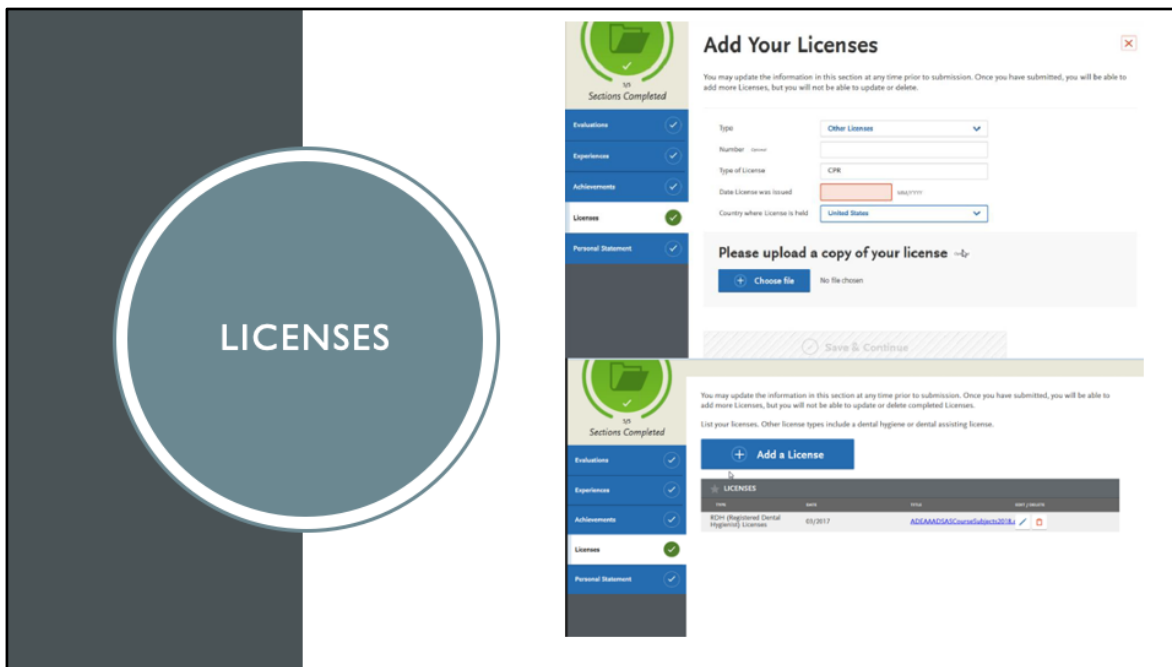 LICENSES
5/5
Sections Completed
Evaluations
Experiences
Achievements
Licenses
Personal Statement
Add Your Licenses
You may update the information in this section at any time prior to submission. Once you have submitted, you will be able to
add more Licenses, but you will not be able to update or delete.
Type Other Licenses
Number Optional
Type of License CPR
Date License was issued MM/YYYY
Country where License is held United States
Please upload a copy of your license
Choose file No file chosen
Save & Continue
5/5
Sections Completed
Evaluations
Experiences
Achievements
Licenses
Personal Statement
You may update the information in this section at any time prior to submission. Once you have submitted, you will be able to
add more Licenses, but you will not be able to update or delete completed Licenses.
List your licenses. Other license types include a dental hygiene or dental assisting license.
Add a License
LICENSES
TYPE DATE TITLE EDIT / DELETE
RDH (Registered Dental
Hygienist) Licenses 03/2017 ADEAAADSASCourseSubjects2018.